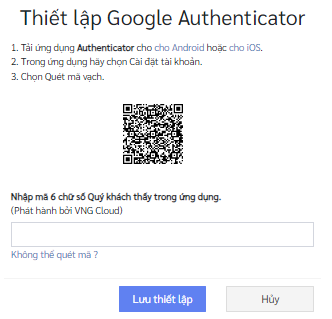 Thiết lập Google Authenticator
1. Tải ứng dụng Authenticator cho cho Android hoặc cho iOS.
2. Trong ứng dụng hãy chọn Cài đặt tài khoản.
3. Chọn Quét mã vạch.
Nhập mã 6 chữ số Quý khách thấy trong ứng dụng.
(Phát hành bởi VNG Cloud)
Không thể quét mã ?
Lưu thiết lập
Hủy